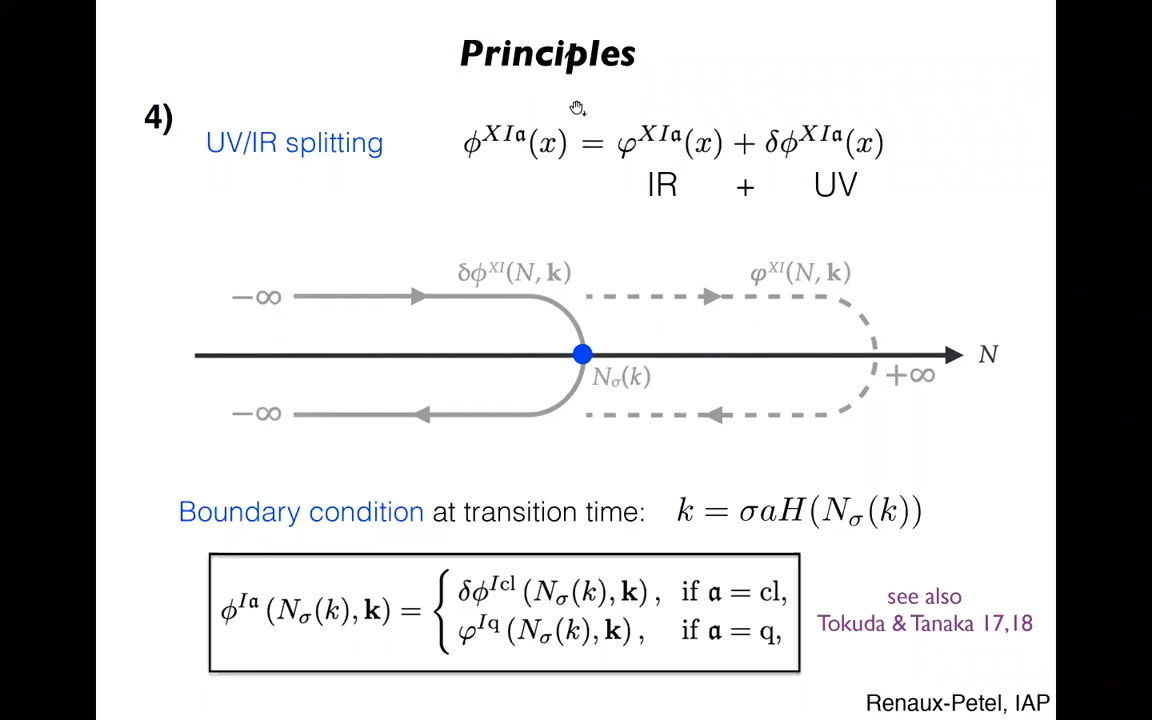 Principles
4)
UV/IR splitting
ϕ^{XI𝔞}(x) = φ^{XI𝔞}(x) + δϕ^{XI𝔞}(x)
IR + UV
δϕ^{XI}(N, k)
φ^{XI}(N, k)
−∞
N
N_σ(k)
+∞
−∞
Boundary condition at transition time: k = σaH(N_σ(k))
ϕ^{I𝔞} (N_σ(k), k) = { δϕ^{Icl} (N_σ(k), k) , if 𝔞 = cl,
φ^{Iq} (N_σ(k), k) , if 𝔞 = q,
see also
Tokuda & Tanaka 17,18
Renaux-Petel, IAP